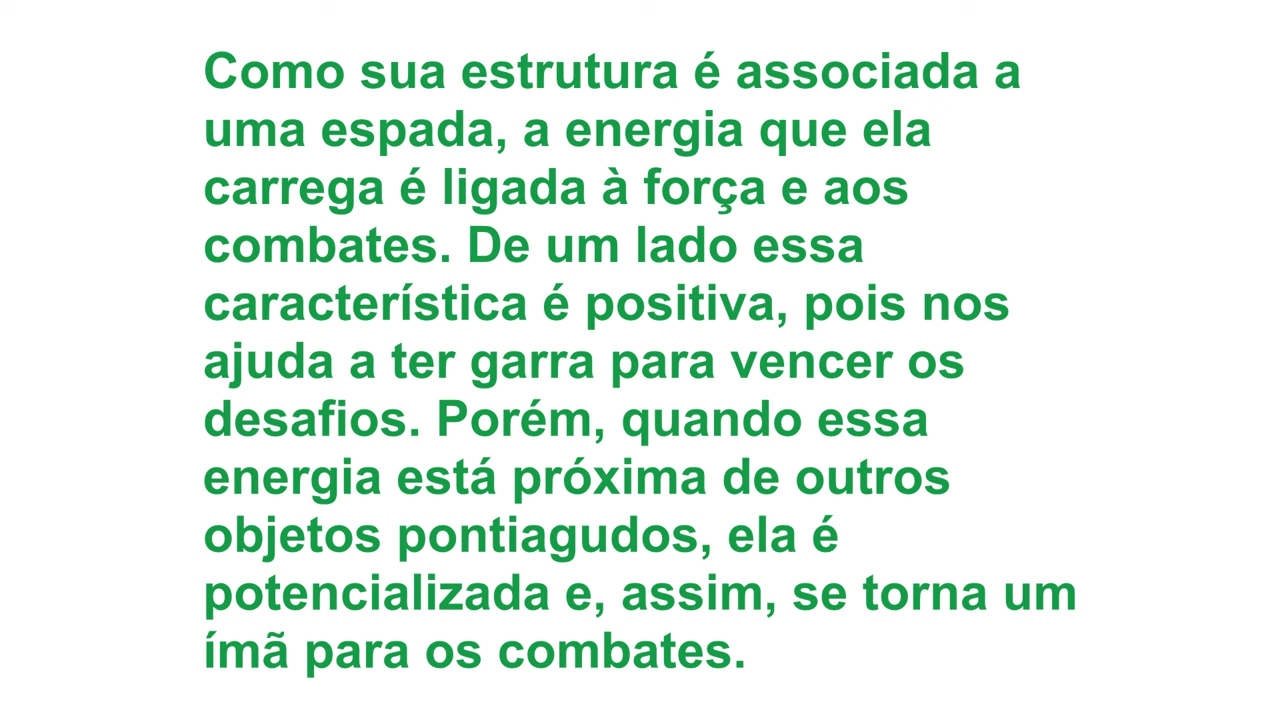 Como sua estrutura é associada a
uma espada, a energia que ela
carrega é ligada à força e aos
combates. De um lado essa
característica é positiva, pois nos
ajuda a ter garra para vencer os
desafios. Porém, quando essa
energia está próxima de outros
objetos pontiagudos, ela é
potencializada e, assim, se torna um
ímã para os combates.